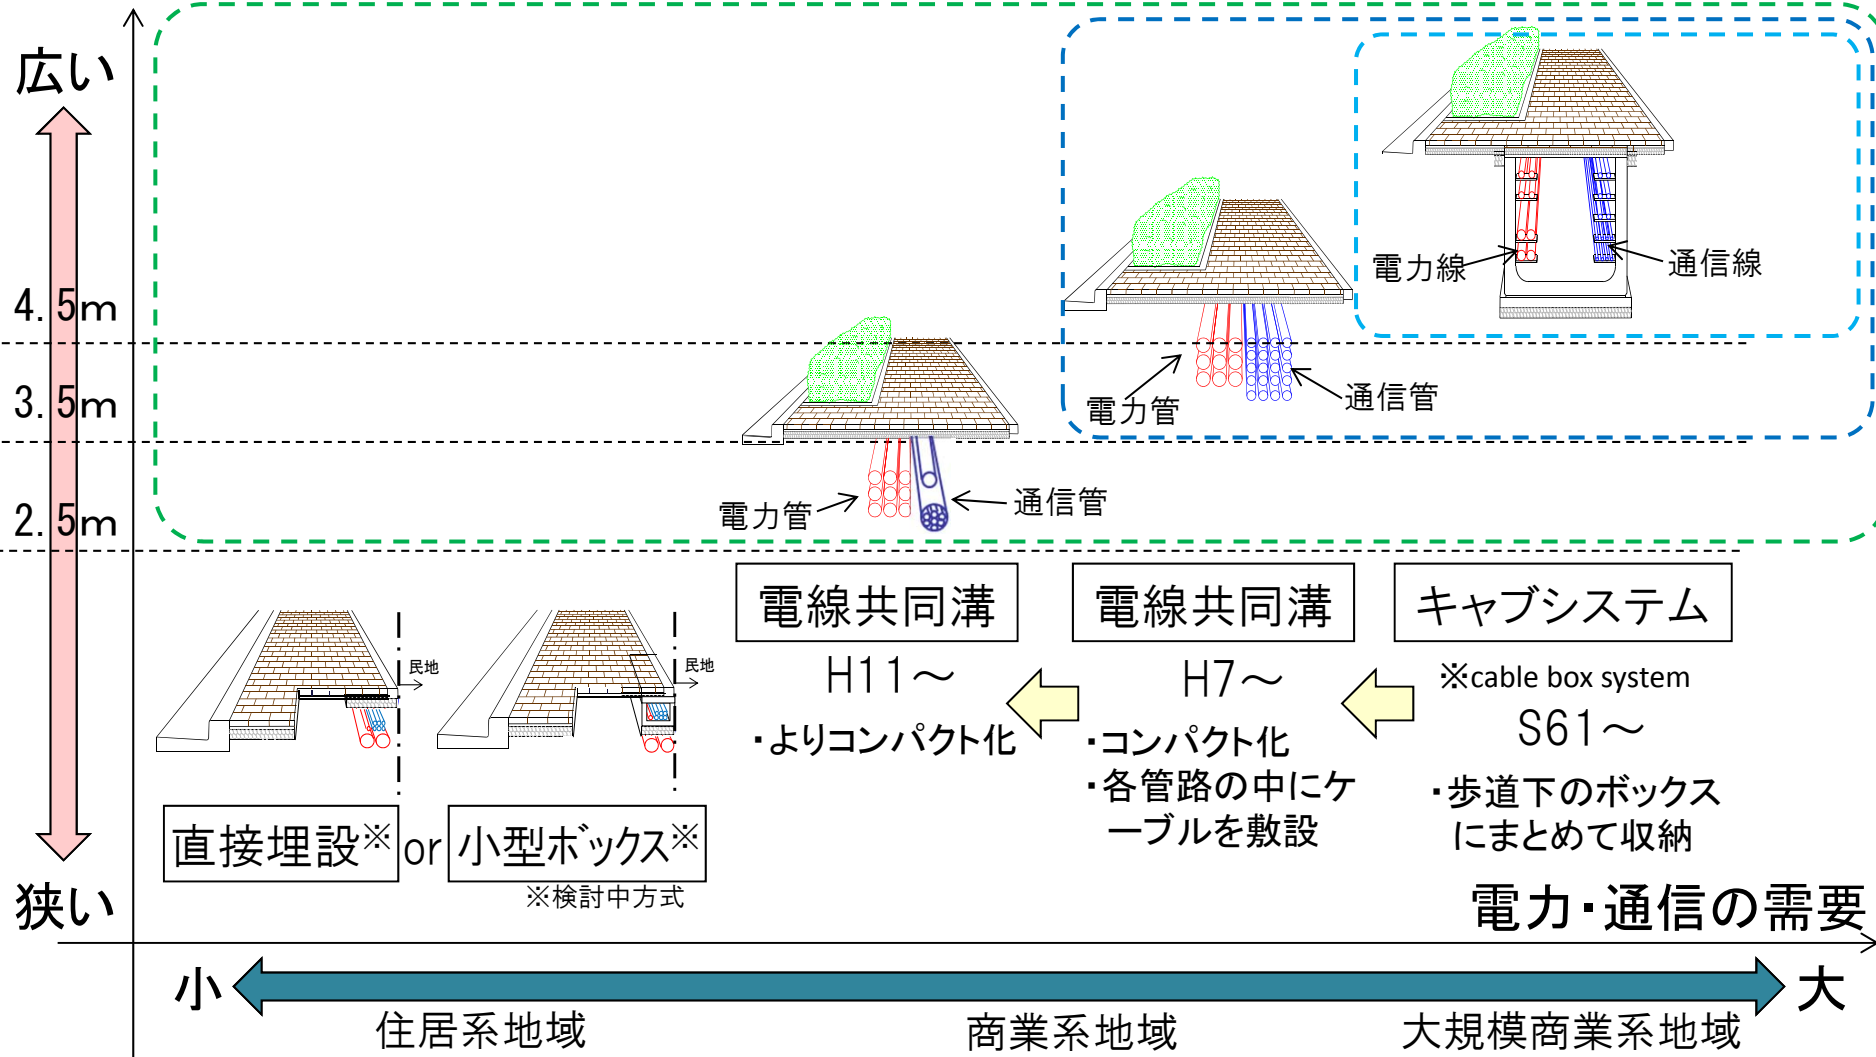 広い
4.5m
3.5m
2.5m
狭い
電力線
通信線
電力管
通信管
電力管
通信管
民地
民地
直接埋設※
or
小型ボックス※
※検討中方式
電線共同溝
H11～
・よりコンパクト化
電線共同溝
H7～
・コンパクト化
・各管路の中にケ
ーブルを敷設
キャブシステム
※cable box system
S61～
・歩道下のボックス
にまとめて収納
電力・通信の需要
小
大
住居系地域
商業系地域
大規模商業系地域